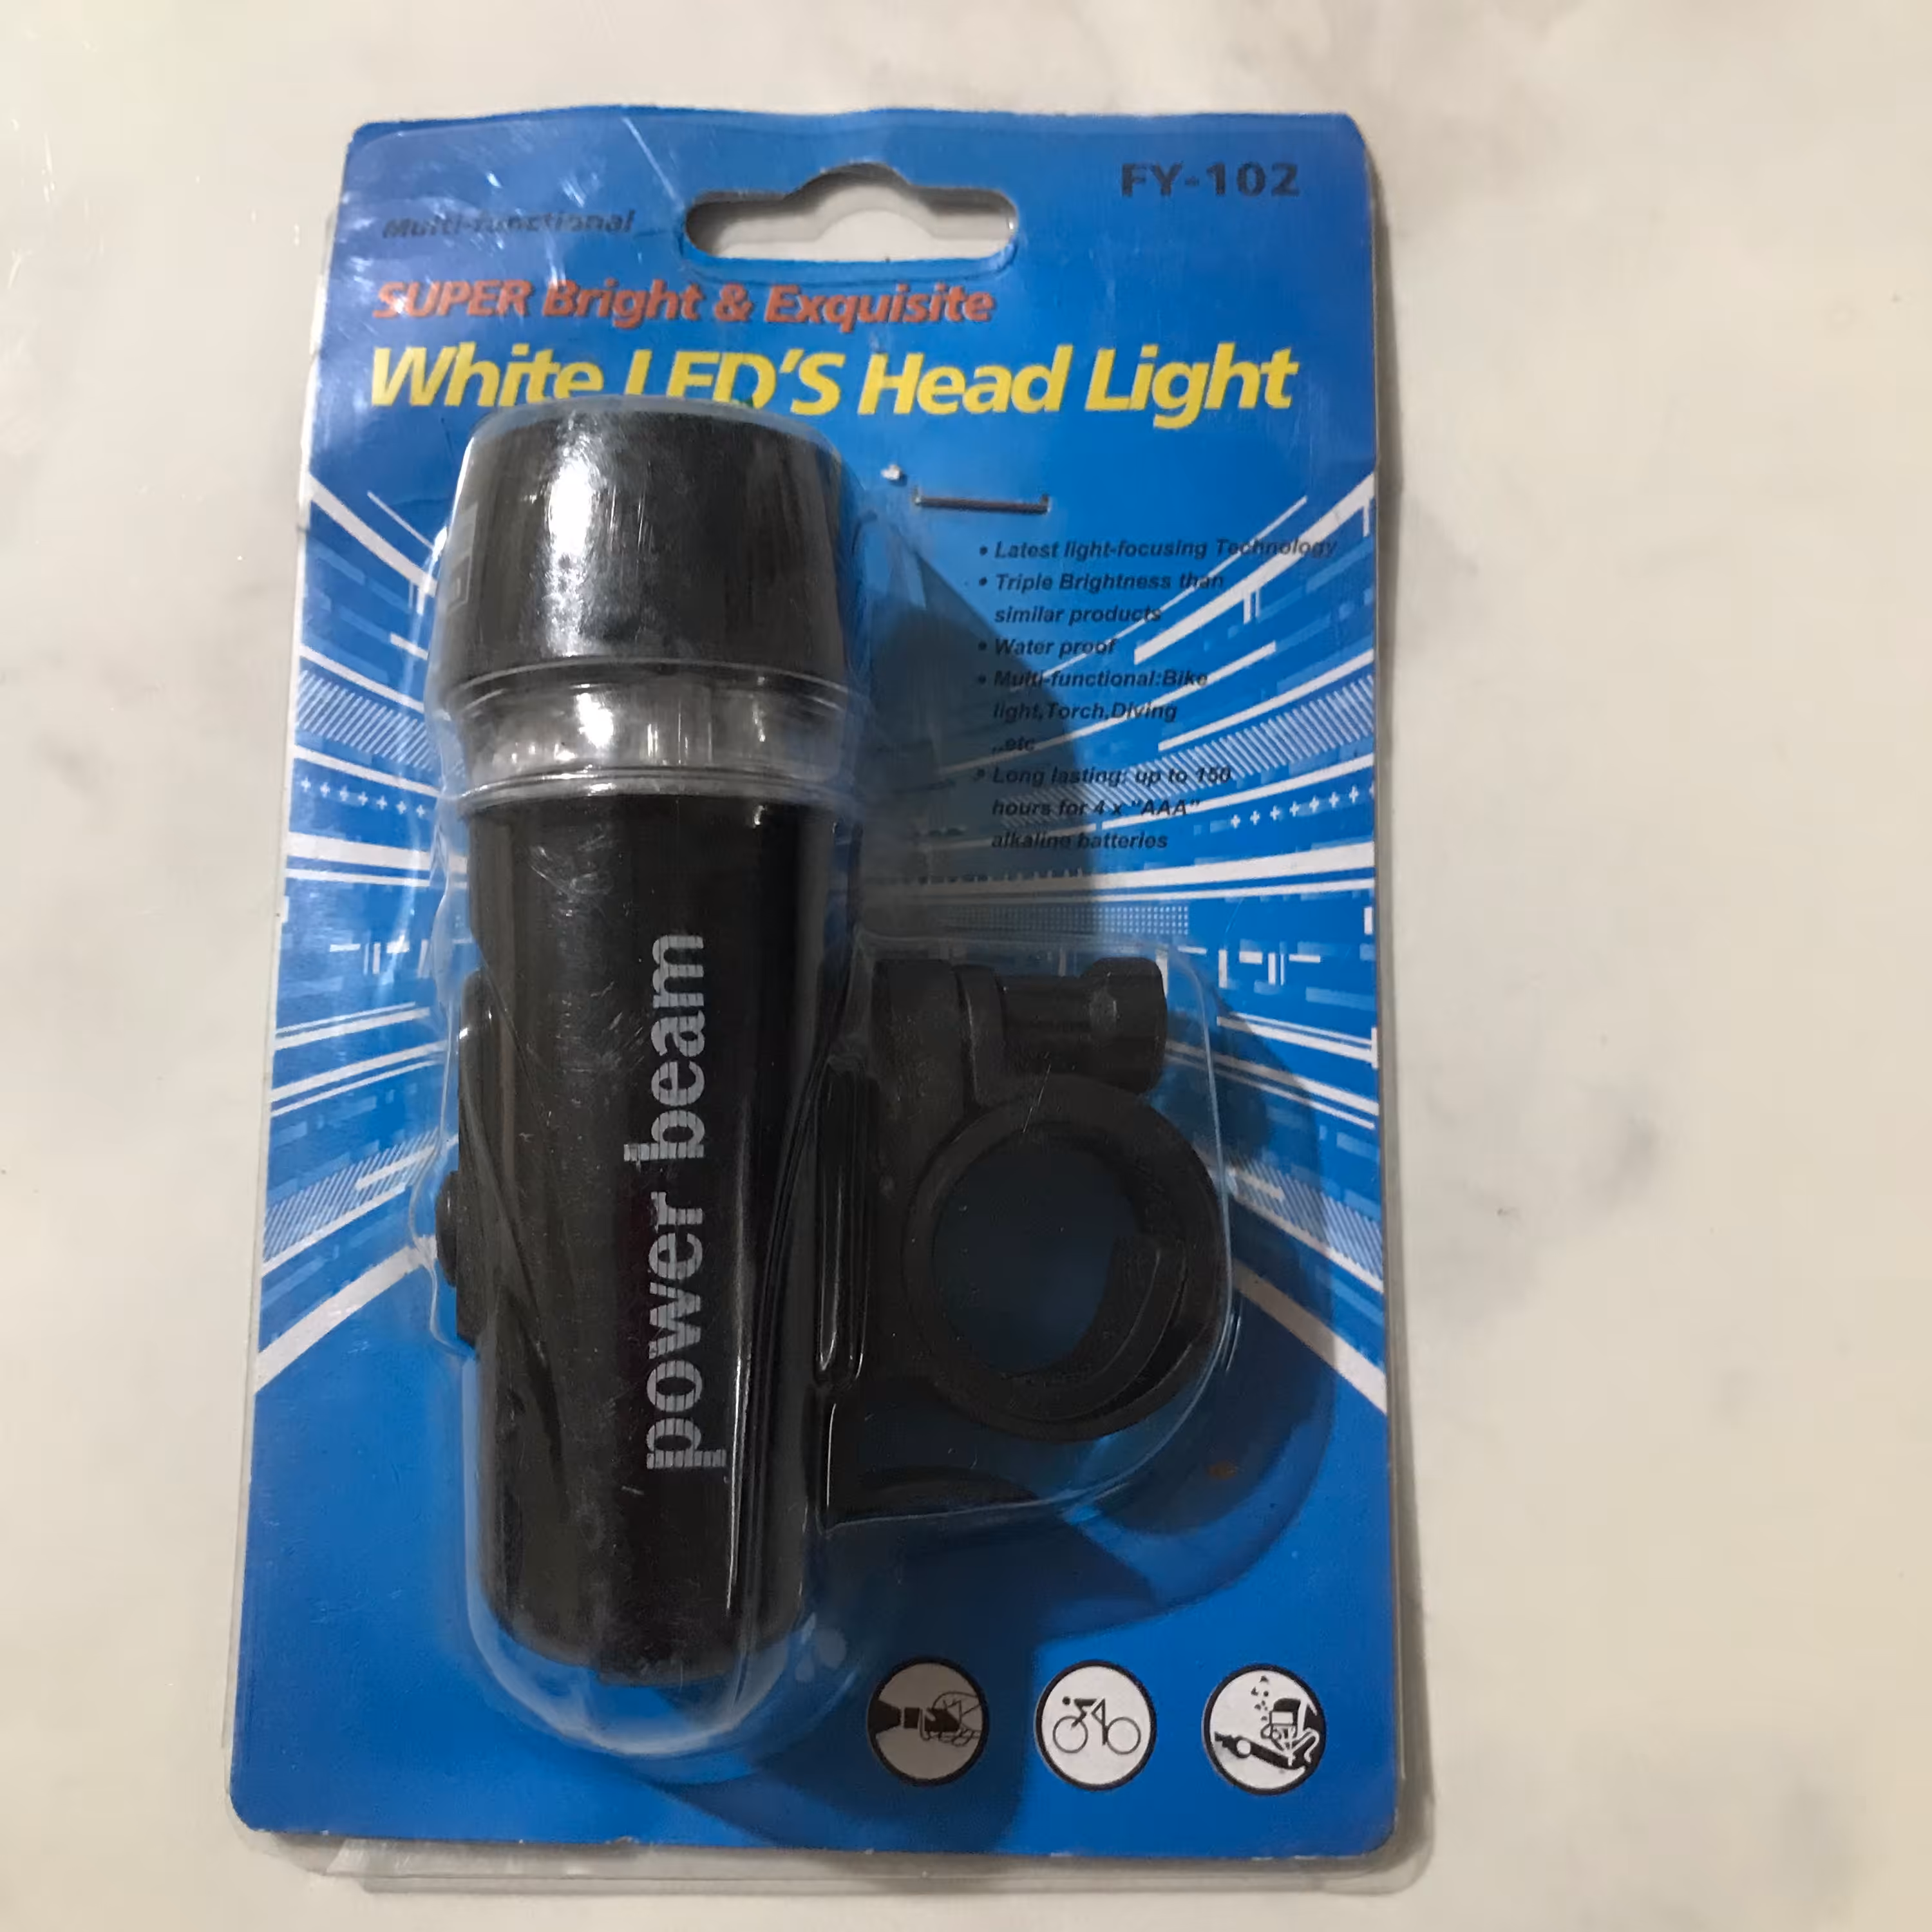 FY-102
Multi-functional
SUPER Bright & Exquisite
White LED'S Head Light
• Latest light-focusing Technology
• Triple Brightness than
similar products
• Water proof
• Multi-functional:Bike
light,Torch,Diving
..etc
• Long lasting: up to 150
hours for 4 x "AAA"
alkaline batteries
power beam